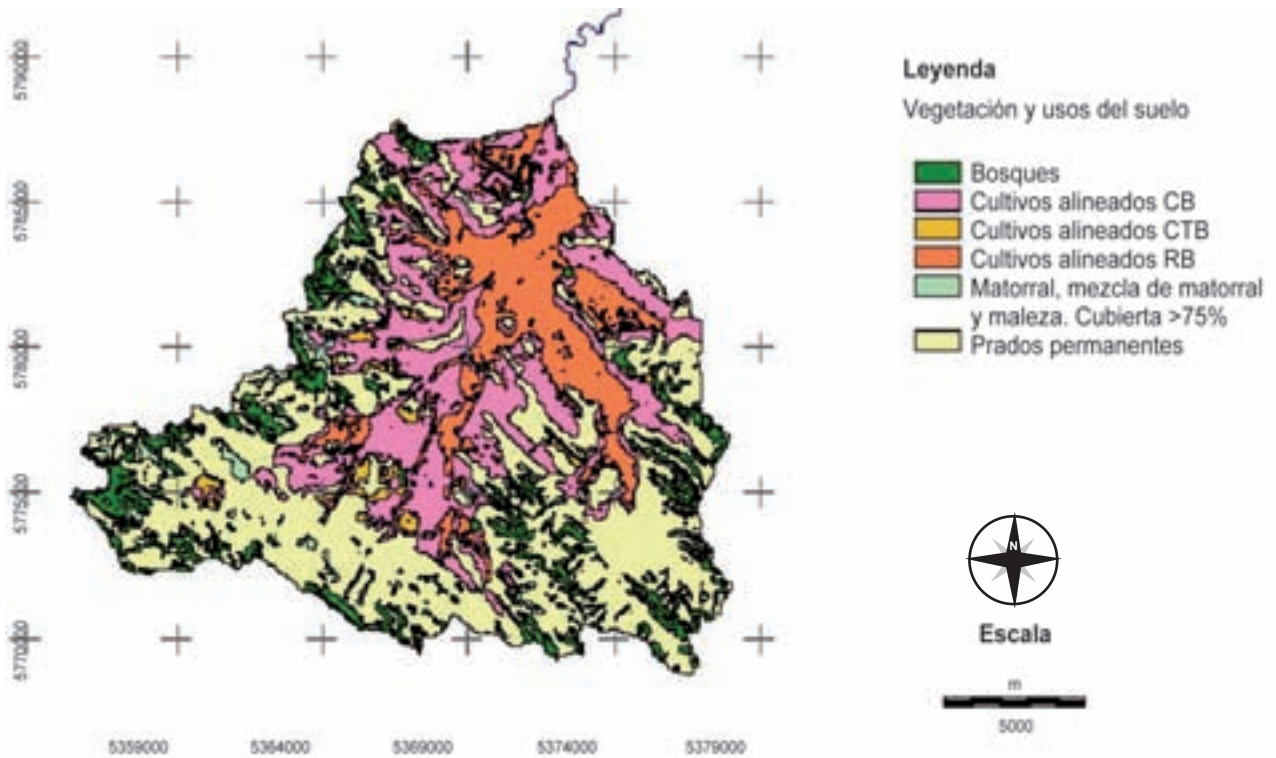 5790000
5785000
5780000
5775000
5770000
5359000 5364000 5369000 5374000 5379000
Leyenda
Vegetación y usos del suelo
Bosques
Cultivos alineados CB
Cultivos alineados CTB
Cultivos alineados RB
Matorral, mezcla de matorral
y maleza. Cubierta >75%
Prados permanentes
N
Escala
m
5000